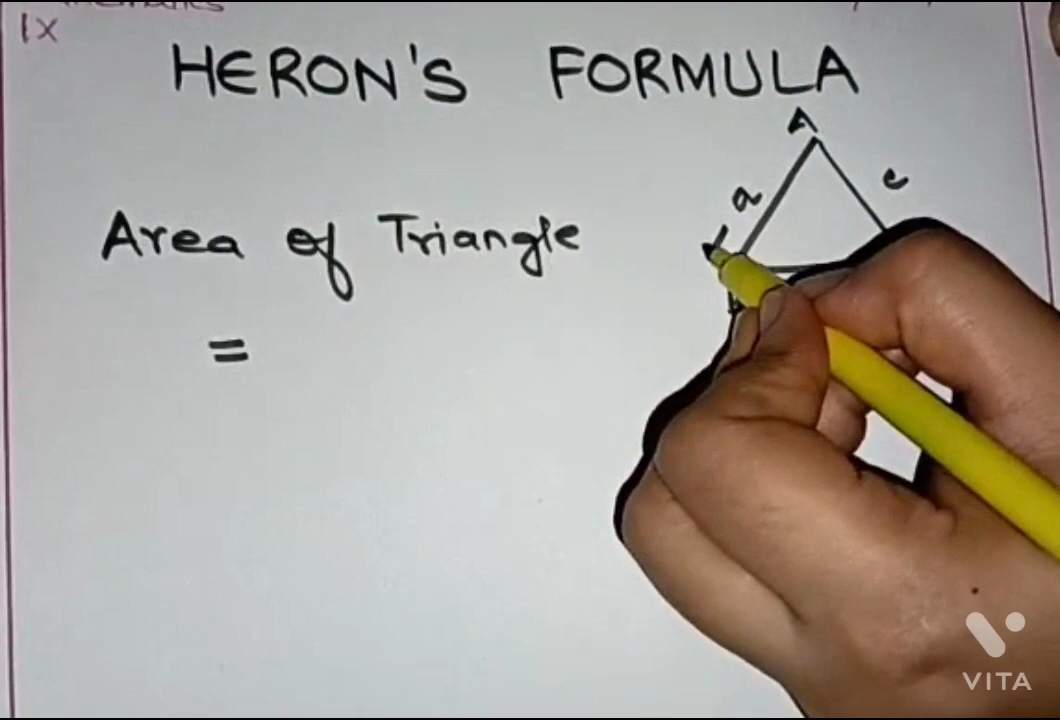 IX
HERON'S FORMULA
A
a
c
Area of Triangle
=
VITA